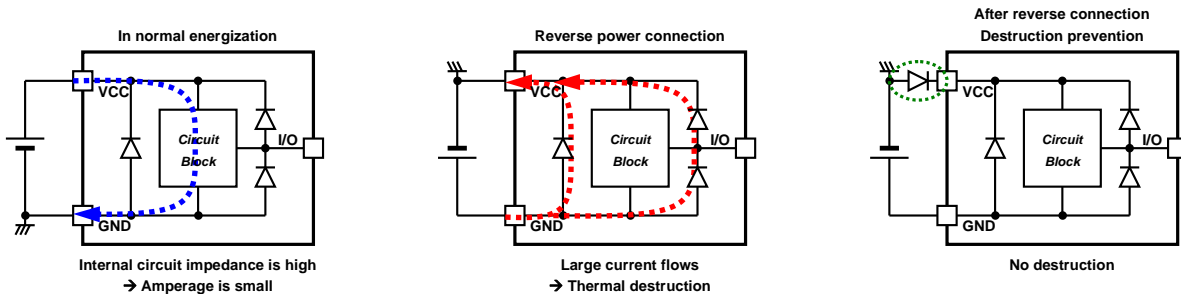 In normal energization
VCC
Circuit
Block
I/O
GND
Internal circuit impedance is high
→ Amperage is small
Reverse power connection
VCC
Circuit
Block
I/O
GND
Large current flows
→ Thermal destruction
After reverse connection
Destruction prevention
VCC
Circuit
Block
I/O
GND
No destruction